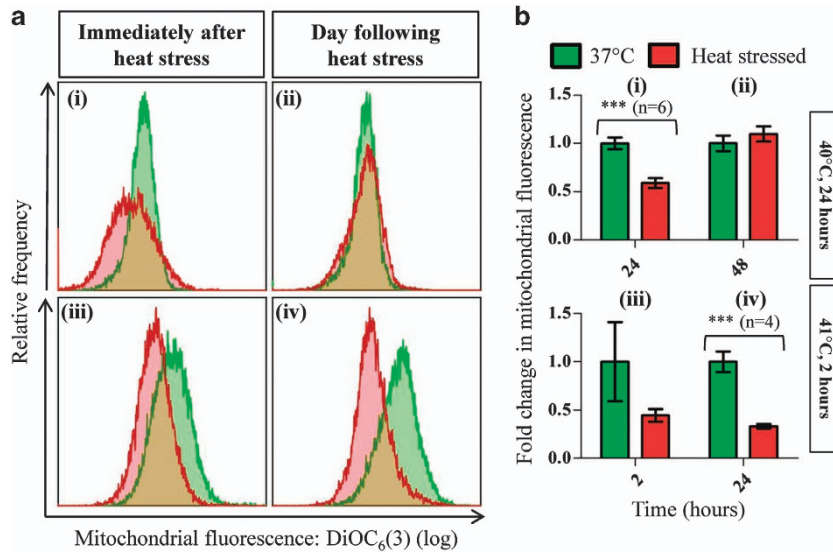 a
Immediately after
heat stress
Day following
heat stress
(i)
(ii)
(iii)
(iv)
Relative frequency
Mitochondrial fluorescence: DiOC6(3) (log)
b
37°C
Heat stressed
(i)
(ii)
*** (n=6)
1.5
1.0
0.5
0.0
24
48
40°C, 24 hours
(iii)
(iv)
*** (n=4)
1.5
1.0
0.5
0.0
2
24
41°C, 2 hours
Fold change in mitochondrial fluorescence
Time (hours)